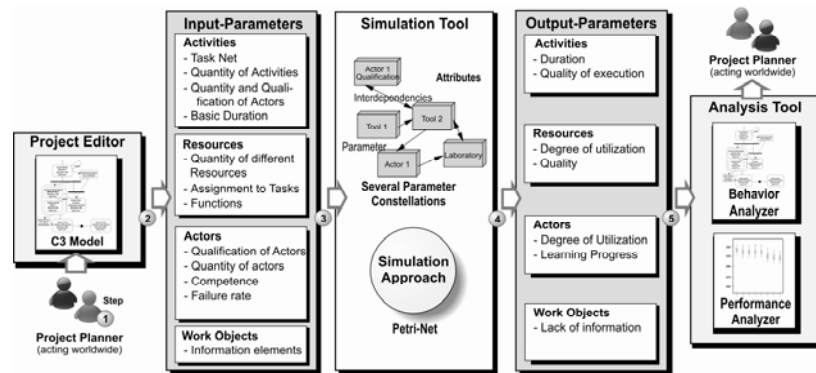 Project Editor
C3 Model
Step
1
Project Planner
(acting worldwide)
2
Input-Parameters
Activities
- Task Net
- Quantity of Activities
- Quantity and Quali-
fication of Actors
- Basic Duration
Resources
- Quantity of different
Resources
- Assignment to Tasks
- Functions
Actors
- Qualification of Actors
- Quantity of actors
- Competence
- Failure rate
Work Objects
- Information elements
3
Simulation Tool
Actor 1
Qualification
Attributes
Interdependencies
Tool 1
Tool 2
Parameter
Actor 1
Laboratory
Several Parameter
Constellations
Simulation
Approach
Petri-Net
4
Output-Parameters
Activities
- Duration
- Quality of execution
Resources
- Degree of utilization
- Quality
Actors
- Degree of Utilization
- Learning Progress
Work Objects
- Lack of information
5
Project Planner
(acting worldwide)
Analysis Tool
Behavior
Analyzer
Performance
Analyzer